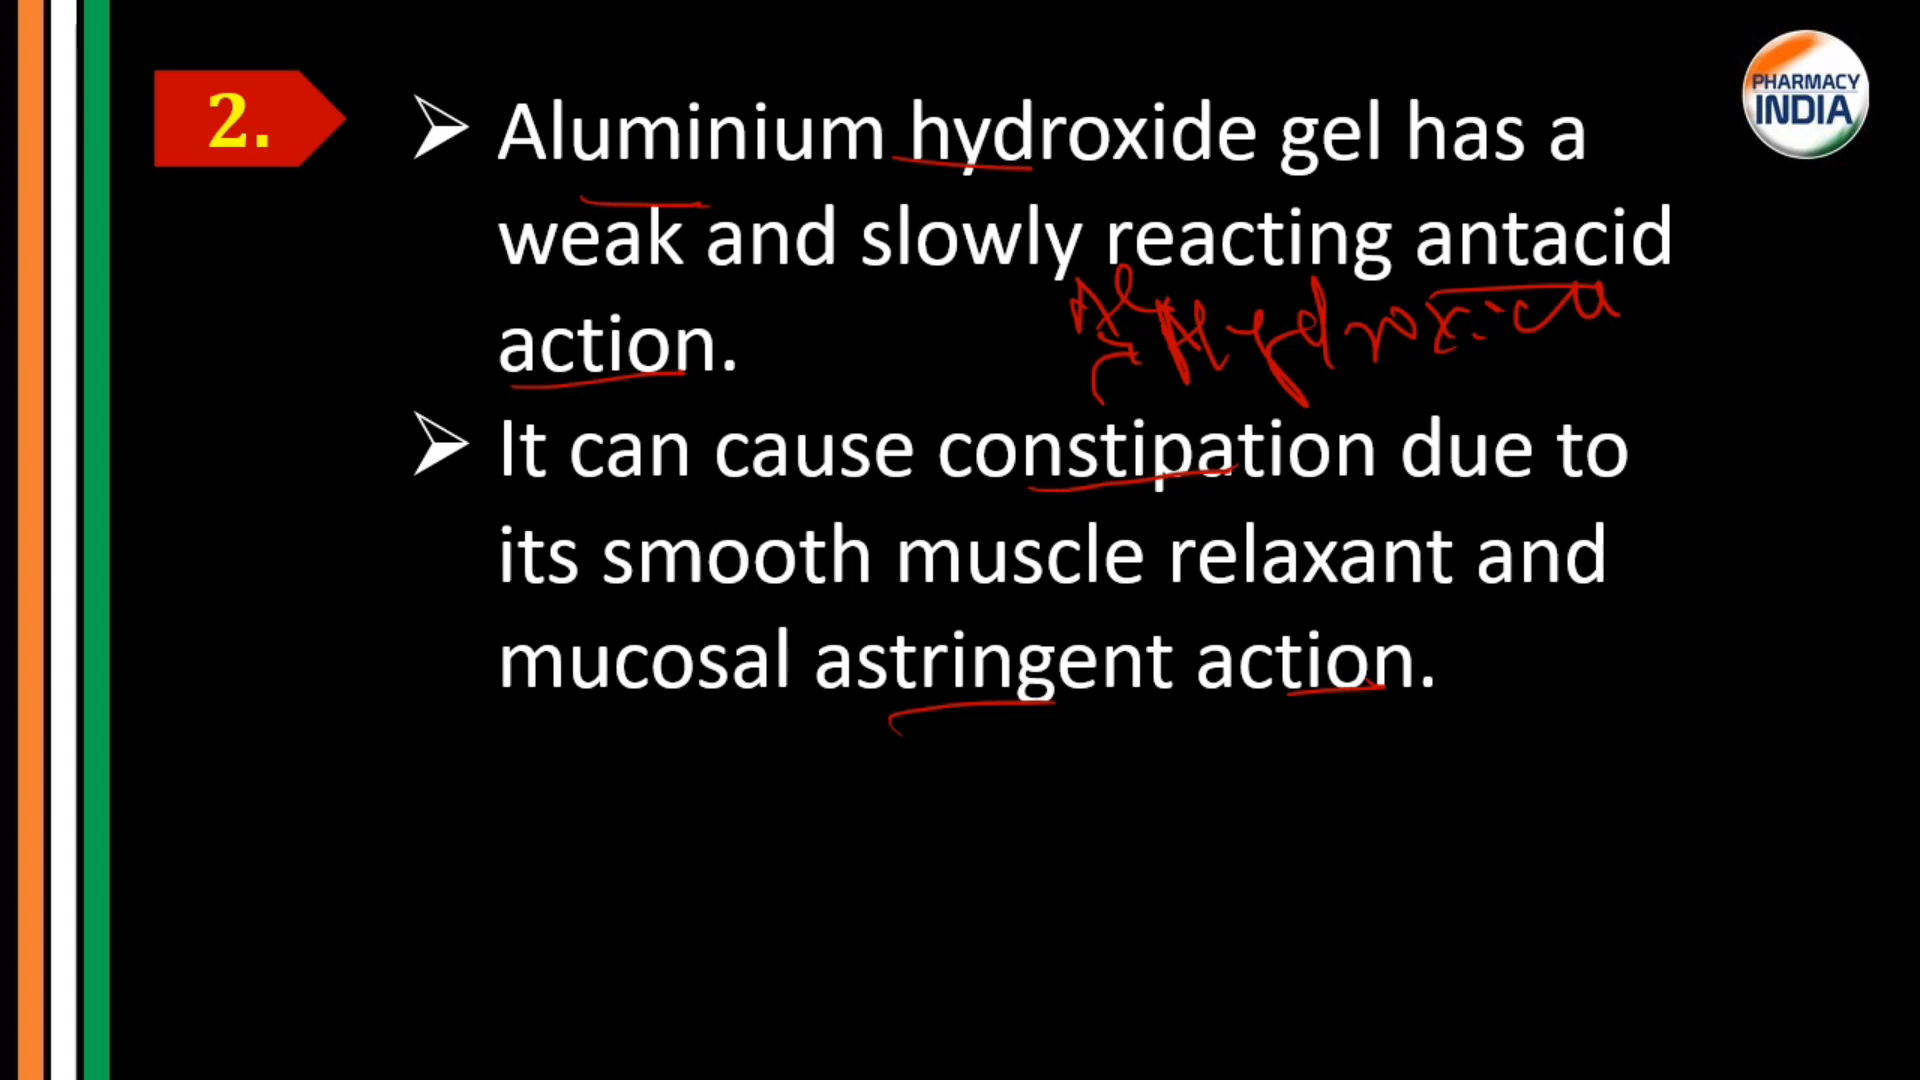 2.
PHARMACY
INDIA
➢ Aluminium hydroxide gel has a
weak and slowly reacting antacid
action.
➢ It can cause constipation due to
its smooth muscle relaxant and
mucosal astringent action.